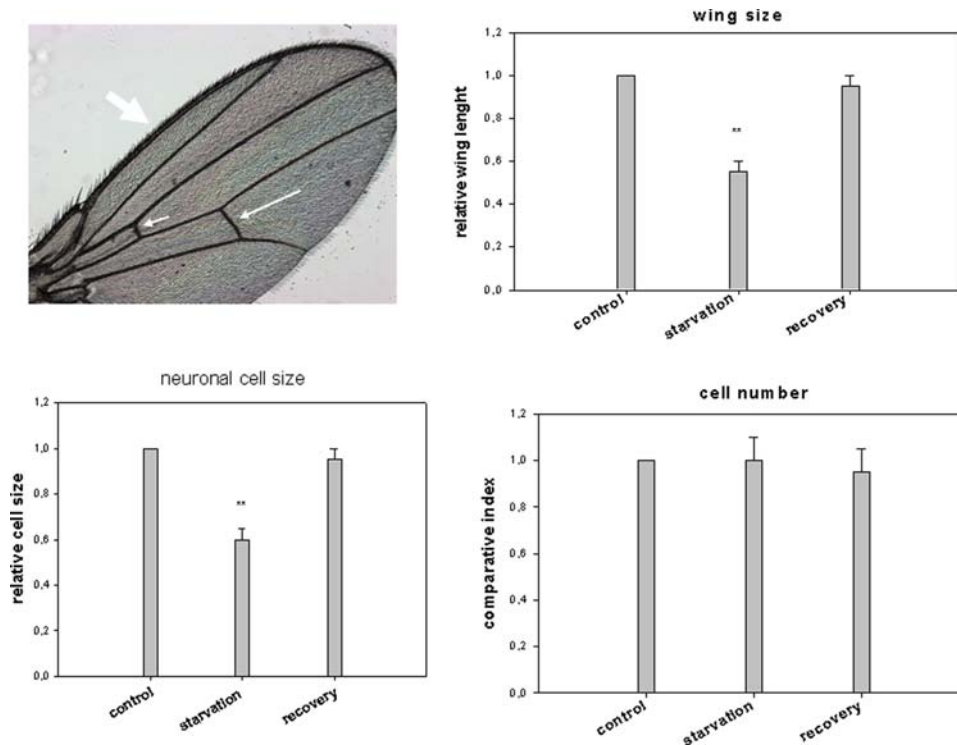 wing size
relative wing lenght
1,2
1,0
0,8
0,6
0,4
0,2
0,0
**
control
starvation
recovery
neuronal cell size
relative cell size
1,2
1,0
0,8
0,6
0,4
0,2
0,0
**
control
starvation
recovery
cell number
comparative index
1,2
1,0
0,8
0,6
0,4
0,2
0,0
control
starvation
recovery